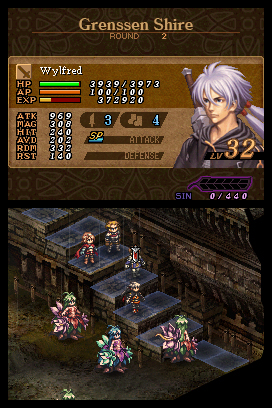 Grenssen Shire
ROUND 2
Wylfred
HP 3939/3973
AP 100/100
EXP 372920
ATK 969
MAG 308
HIT 240
AVD 202
RDM 332
RST 140
3 4
SP ATTACK
DEFENSE
LV 32
SIN 0/440